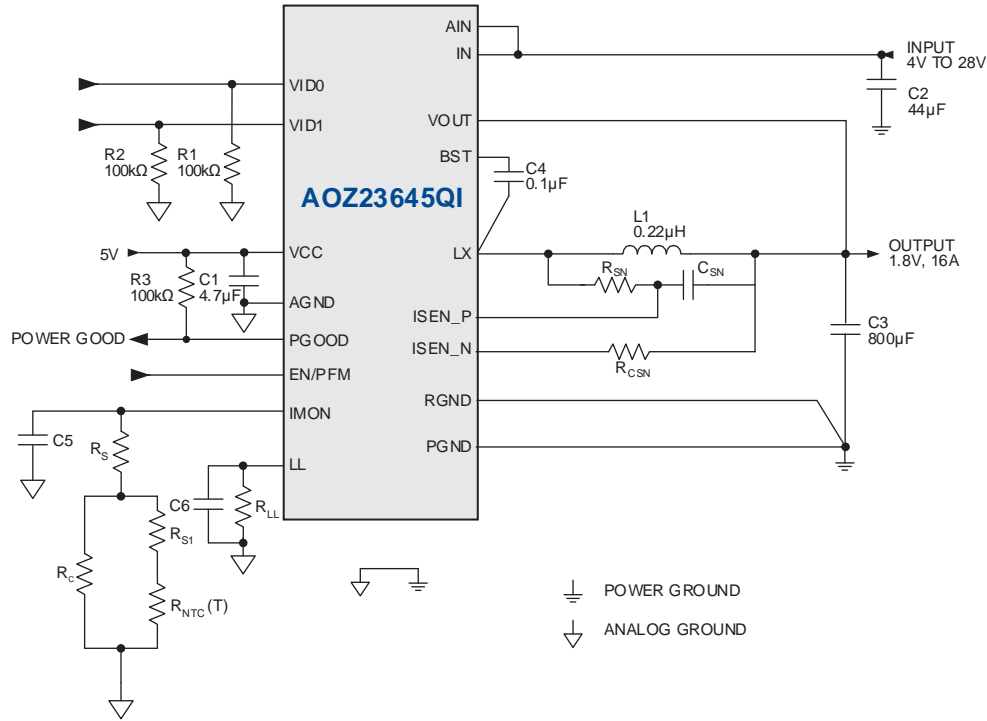 AIN
IN
INPUT
4V TO 28V
C2
44µF
VID0
VID1
R2
100kΩ
R1
100kΩ
VOUT
BST
C4
0.1µF
AOZ23645QI
L1
0.22µH
5V
VCC
LX
OUTPUT
1.8V, 16A
R3
100kΩ
C1
4.7µF
RSN
CSN
AGND
ISEN_P
POWER GOOD
PGOOD
ISEN_N
C3
800µF
RCSN
EN/PFM
RGND
IMON
C5
RS
PGND
LL
C6
RLL
RS1
RC
RNTC(T)
POWER GROUND
ANALOG GROUND